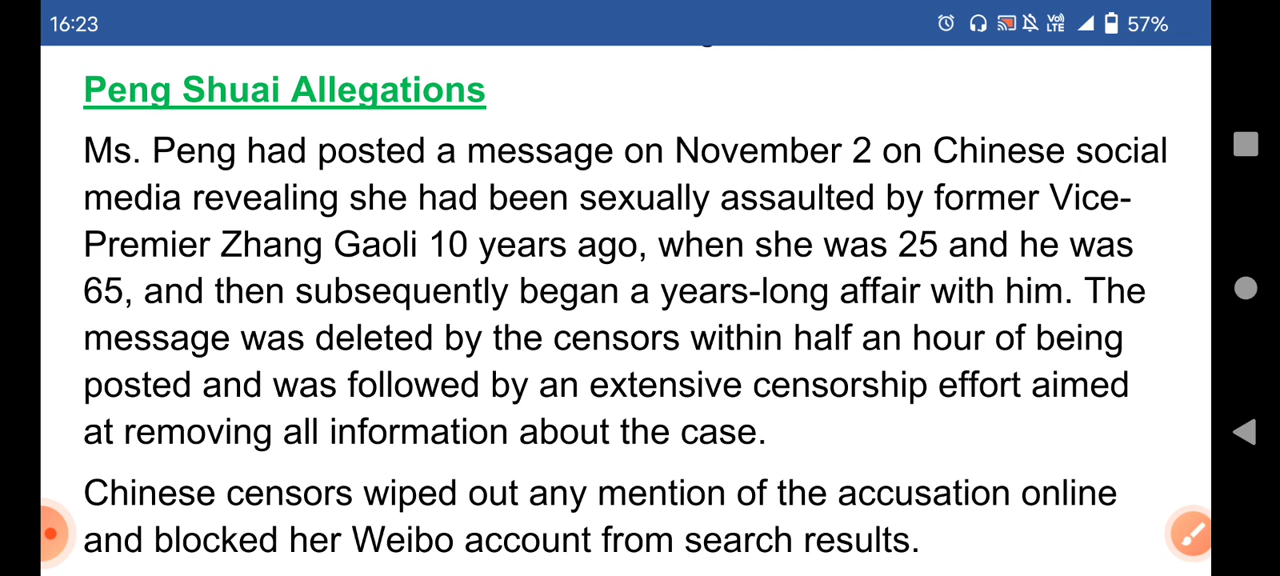 16:23 Vo) LTE 57%
Peng Shuai Allegations
Ms. Peng had posted a message on November 2 on Chinese social
media revealing she had been sexually assaulted by former Vice-
Premier Zhang Gaoli 10 years ago, when she was 25 and he was
65, and then subsequently began a years-long affair with him. The
message was deleted by the censors within half an hour of being
posted and was followed by an extensive censorship effort aimed
at removing all information about the case.
Chinese censors wiped out any mention of the accusation online
and blocked her Weibo account from search results.